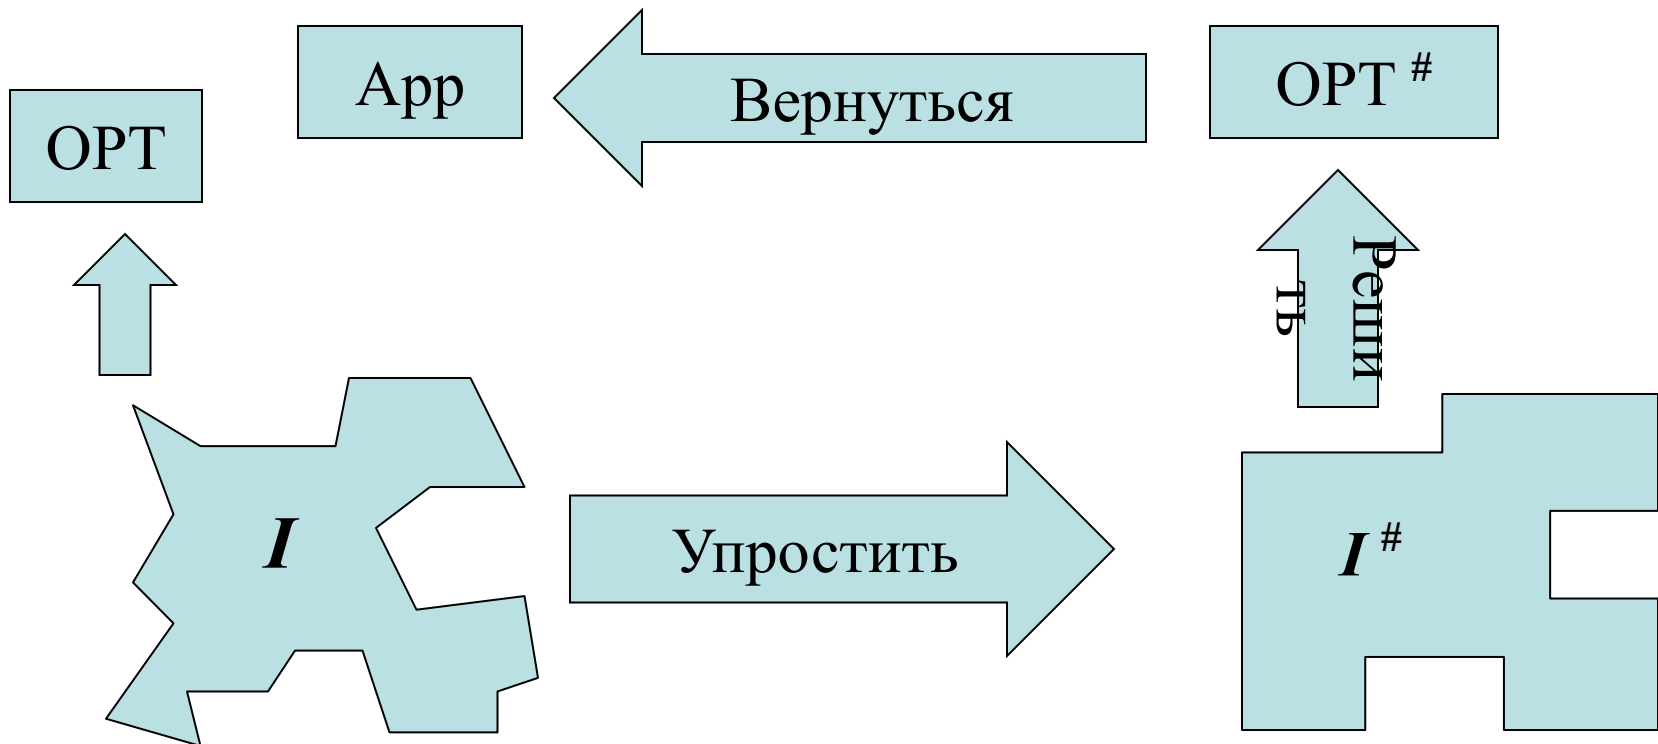 App
Вернуться
OPT #
OPT
Реши
ть
I
Упростить
I #